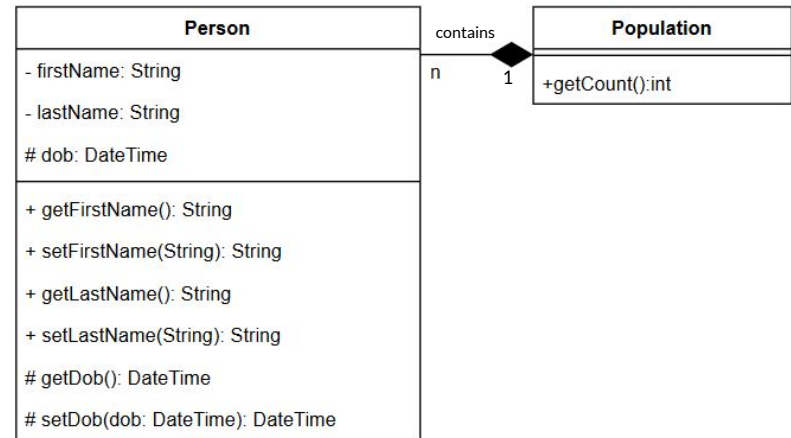 Person
- firstName: String
- lastName: String
# dob: DateTime
+ getFirstName(): String
+ setFirstName(String): String
+ getLastName(): String
+ setLastName(String): String
# getDob(): DateTime
# setDob(dob: DateTime): DateTime
contains
n
1
Population
+getCount():int